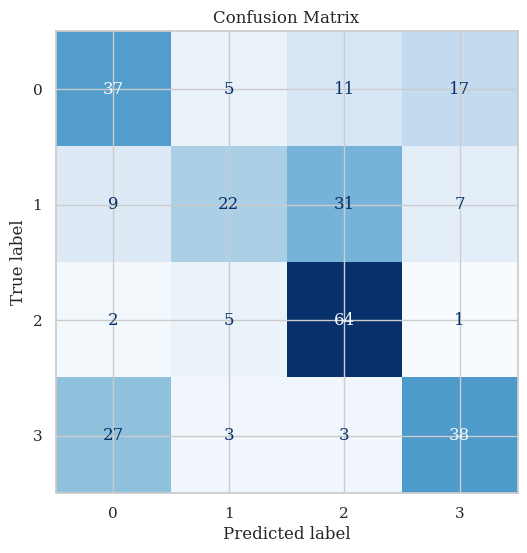 Confusion Matrix
0 37 5 11 17
1 9 22 31 7
2 2 5 64 1
3 27 3 3 38
0 1 2 3
Predicted label
True label